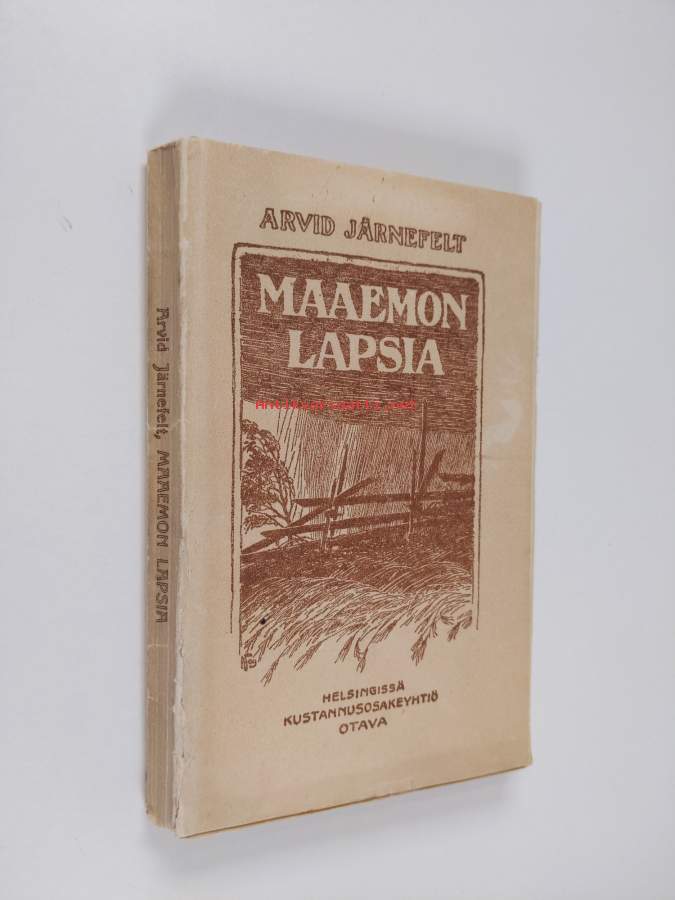 ARVID JÄRNEFELT
MAAEMON
LAPSIA
HELSINGISSÄ
KUSTANNUSOSAKEYHTIÖ
OTAVA
Arvid Järnefelt, MAAEMON LAPSIA